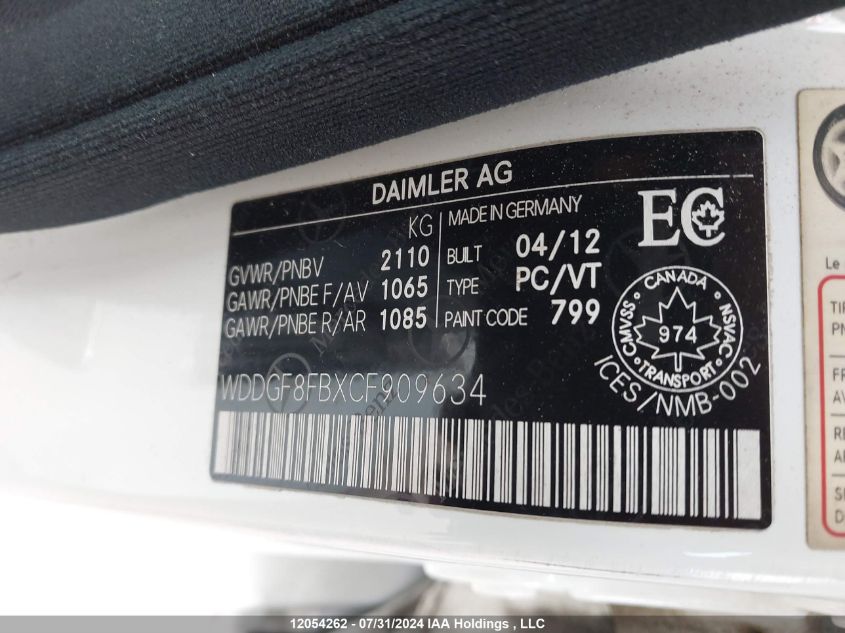 DAIMLER AG
KG
GVWR/PNBV 2110
GAWR/PNBE F/AV 1065
GAWR/PNBE R/AR 1085
MADE IN GERMANY
BUILT 04/12
TYPE PC/VT
PAINT CODE 799
EC
CANADA
CMVSS 974 NSVAC
TRANSPORT
ICES/NMB-002
WDDGF8FBXCF909634
Le
12054262 - 07/31/2024 IAA Holdings , LLC